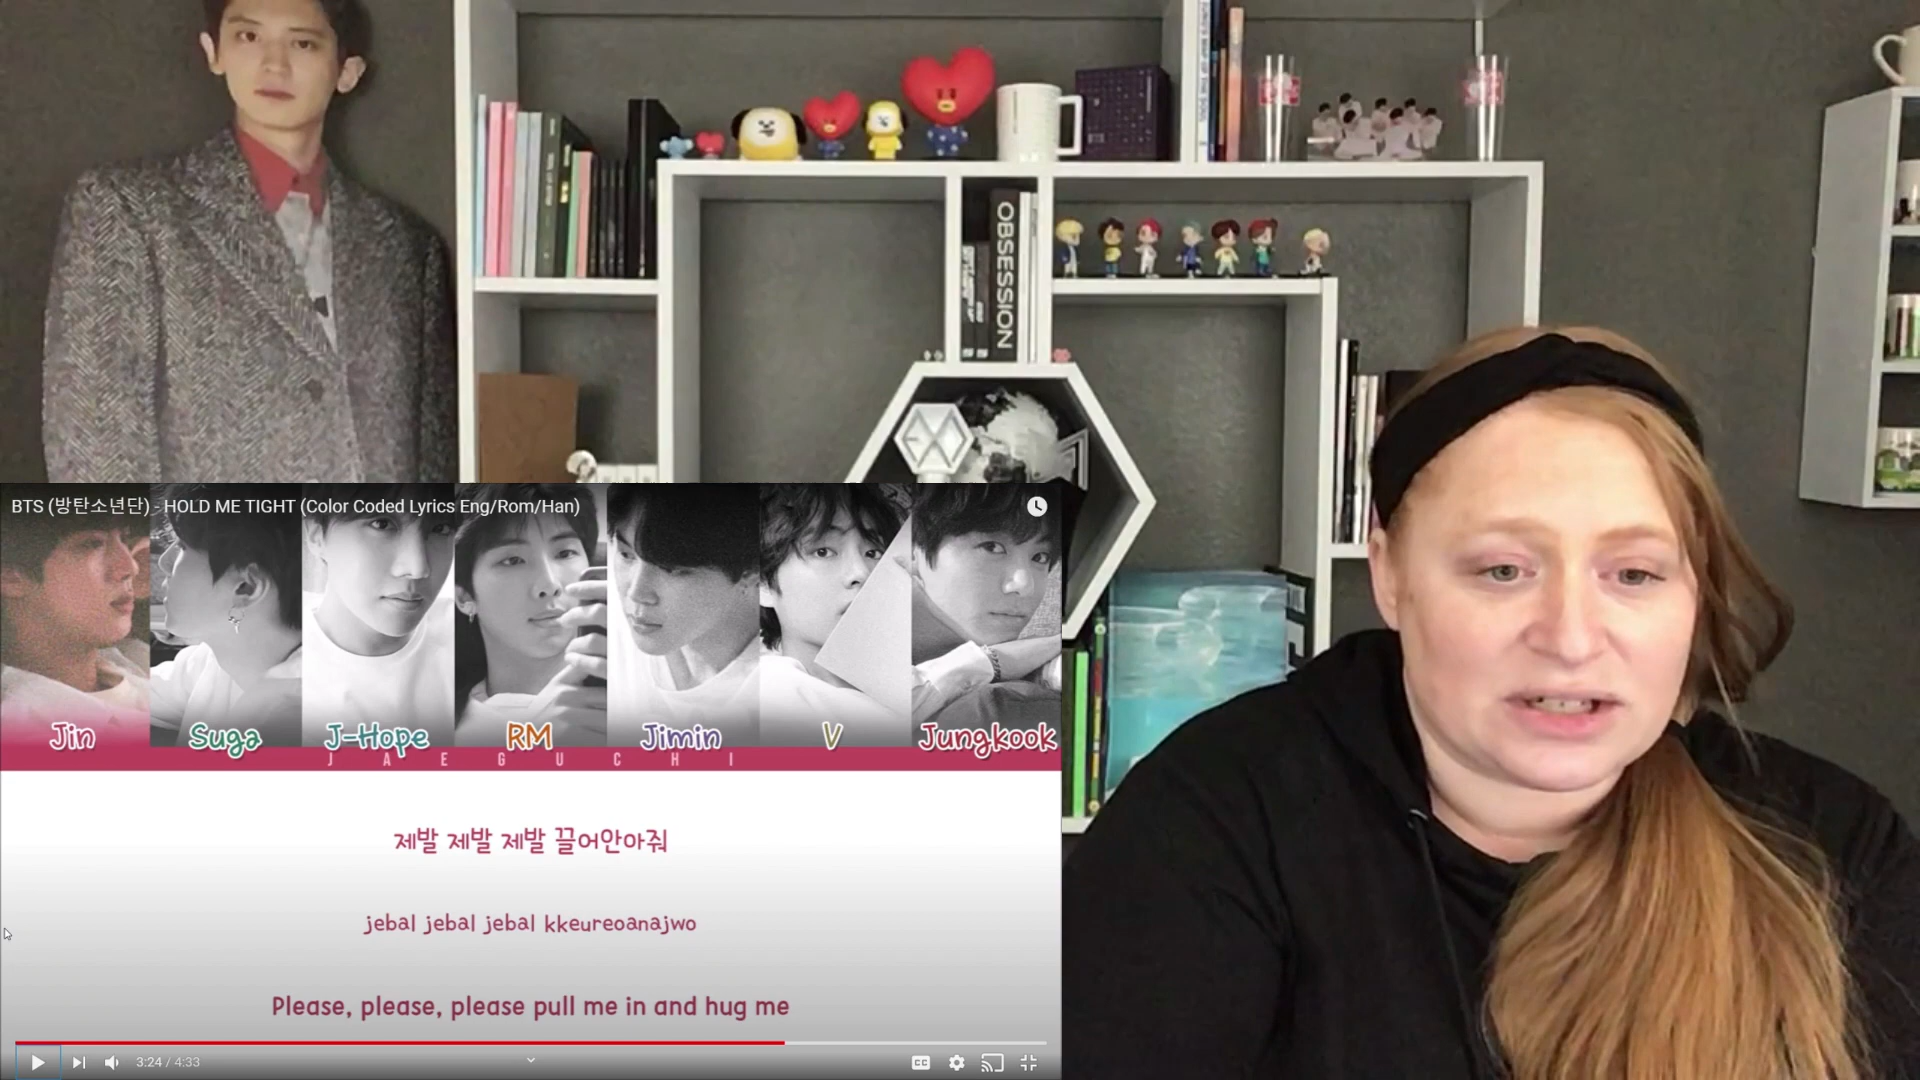 OBSESSION
EXO
BTS (방탄소년단) - HOLD ME TIGHT (Color Coded Lyrics Eng/Rom/Han)
Jin Suga J-Hope RM Jimin V Jungkook
J A E G U C H I
제발 제발 제발 끌어안아줘
jebal jebal jebal kkeureoanajwo
Please, please, please pull me in and hug me
3:24 / 4:33
CC